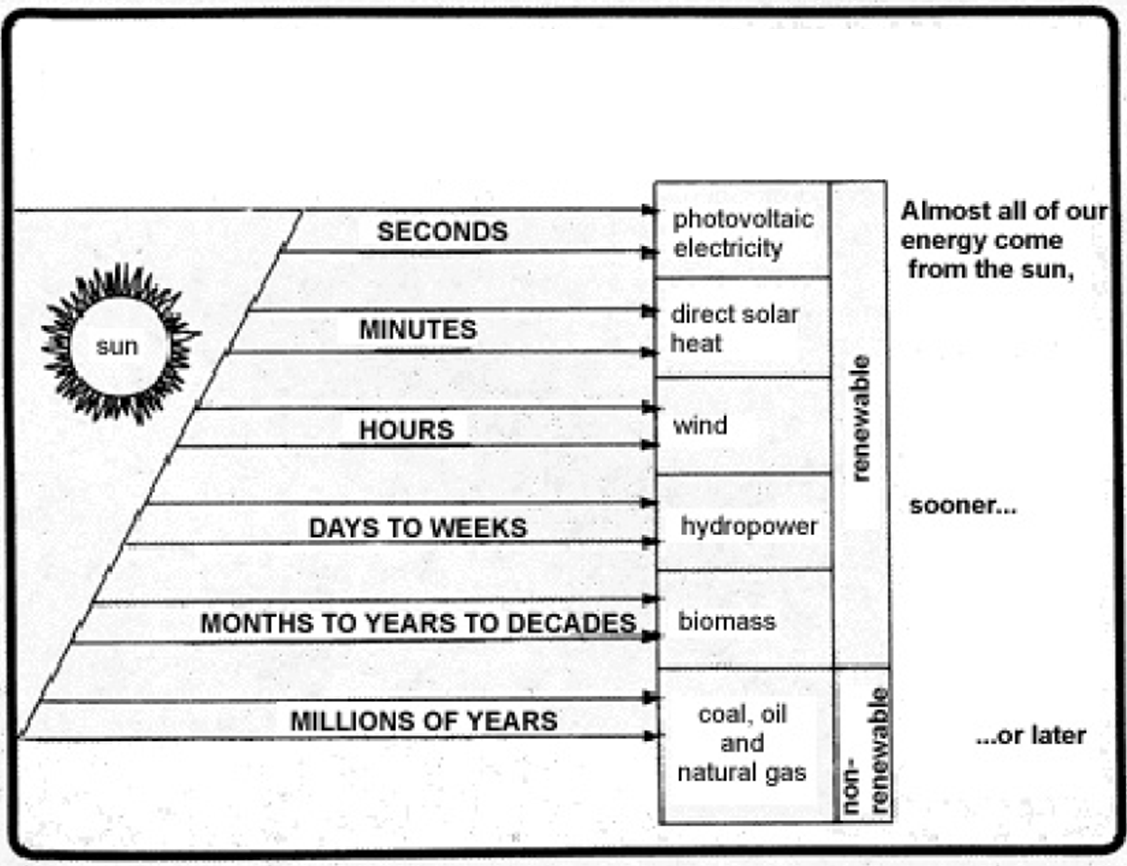 SECONDS
photovoltaic
electricity
Almost all of our
energy come
from the sun,
sun
MINUTES
direct solar
heat
HOURS
wind
renewable
sooner...
DAYS TO WEEKS
hydropower
MONTHS TO YEARS TO DECADES
biomass
MILLIONS OF YEARS
coal, oil
and
natural gas
non-
renewable
...or later